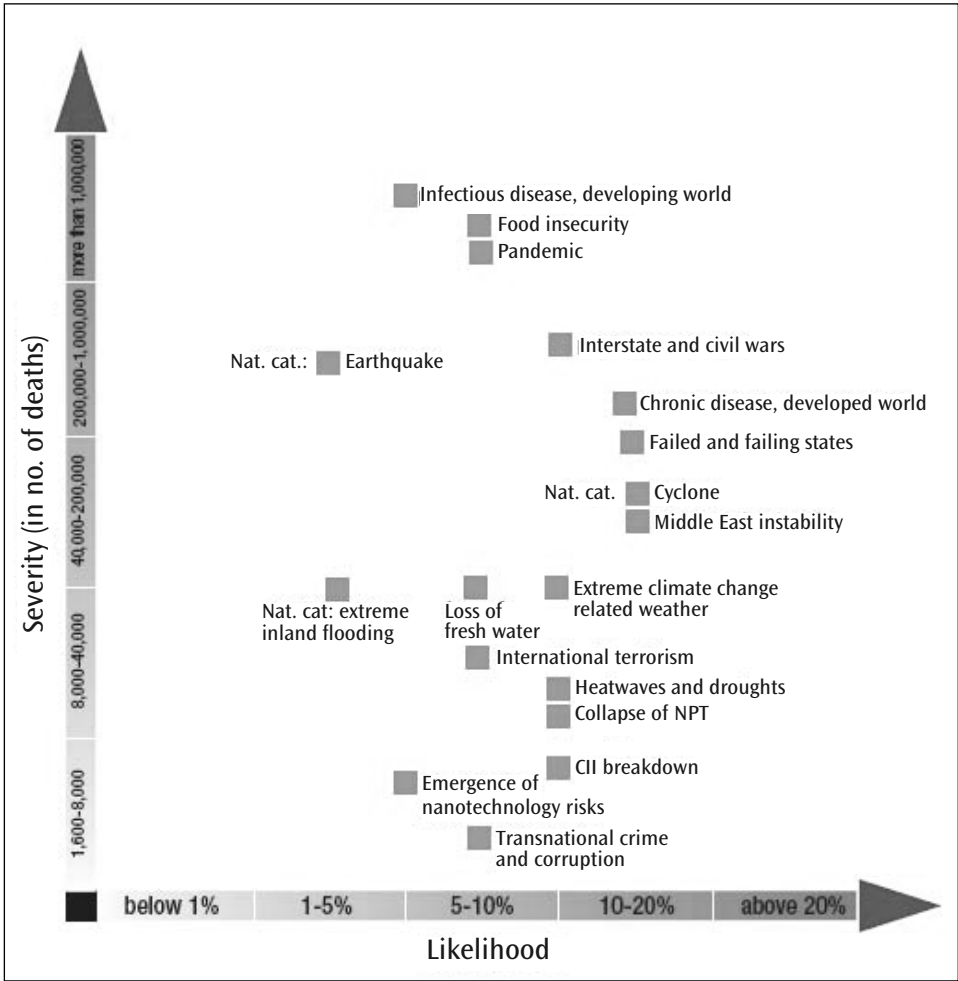 more than 1,000,000
200,000-1,000,000
40,000-200,000
8,000-40,000
1,600-8,000
Severity (in no. of deaths)
Infectious disease, developing world
Food insecurity
Pandemic
Interstate and civil wars
Nat. cat.: Earthquake
Chronic disease, developed world
Failed and failing states
Nat. cat. Cyclone
Middle East instability
Nat. cat: extreme
inland flooding
Loss of
fresh water
Extreme climate change
related weather
International terrorism
Heatwaves and droughts
Collapse of NPT
CII breakdown
Emergence of
nanotechnology risks
Transnational crime
and corruption
below 1% 1-5% 5-10% 10-20% above 20%
Likelihood